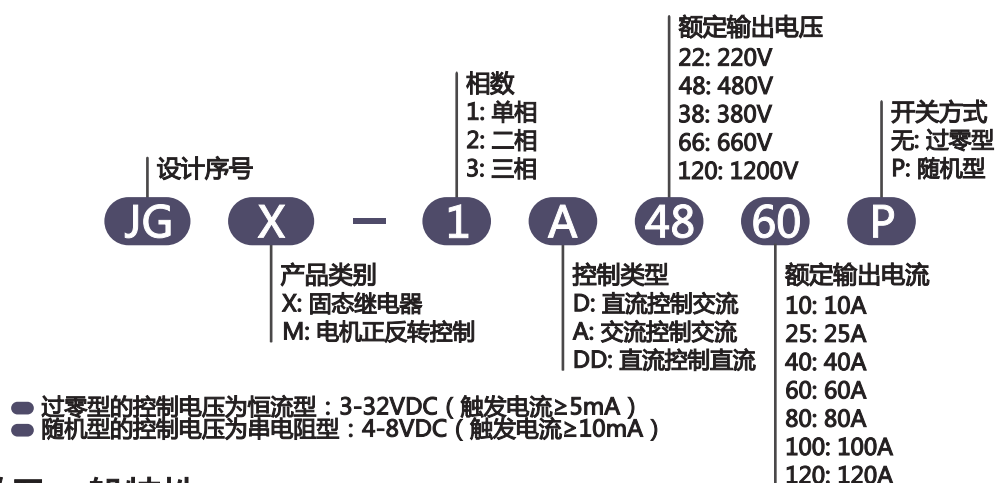 额定输出电压
22: 220V
48: 480V
38: 380V
66: 660V
120: 1200V
相数
1: 单相
2: 二相
3: 三相
开关方式
无: 过零型
P: 随机型
设计序号
JG X — 1 A 48 60 P
产品类别
X: 固态继电器
M: 电机正反转控制
控制类型
D: 直流控制交流
A: 交流控制交流
DD: 直流控制直流
额定输出电流
10: 10A
25: 25A
40: 40A
60: 60A
80: 80A
100: 100A
120: 120A
过零型的控制电压为恒流型：3-32VDC（触发电流≥5mA）
随机型的控制电压为串电阻型：4-8VDC（触发电流≥10mA）